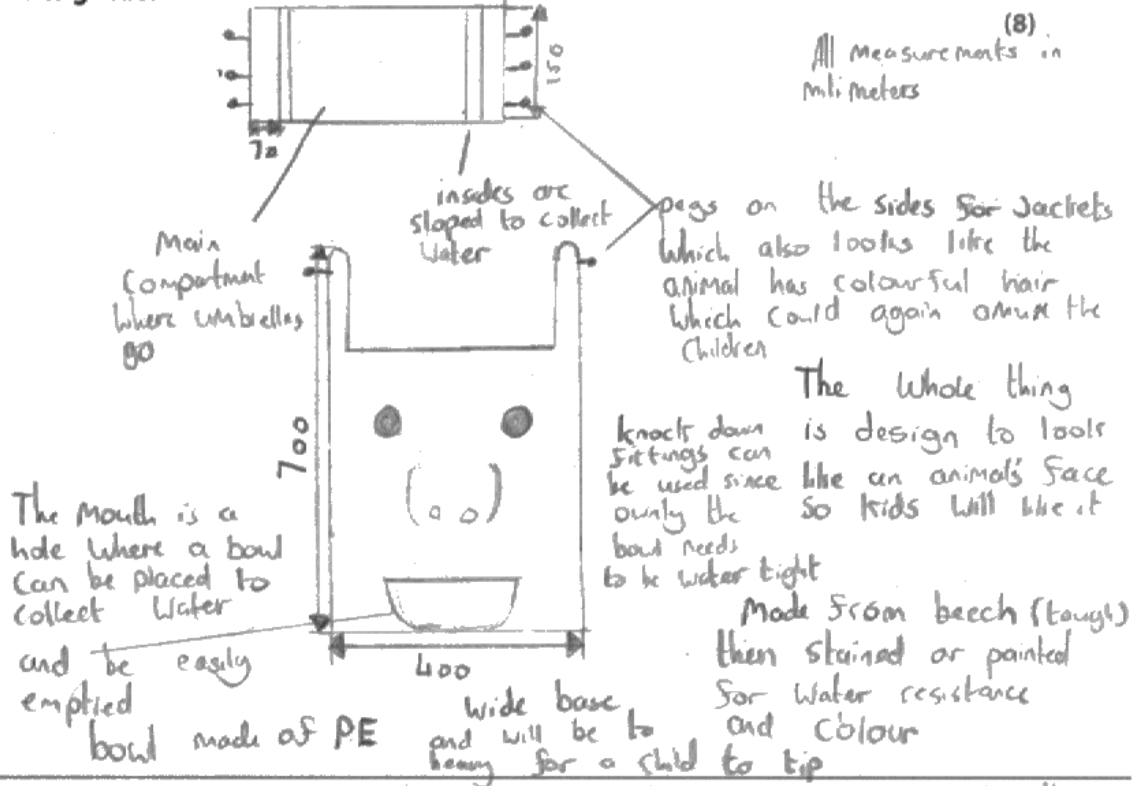 (8)
All measurements in
mlimeters
150
70
insides are
sloped to collect
Water
Main
Compartment
Where umbrellas
go
pegs on the sides for Jackets
Which also looks like the
animal has colourful hair
Which could again amuse the
Children
700
The Whole thing
is design to look
like an animals face
So kids Will like it
knock down
fittings can
be used since
ownly the
bowl needs
to be water tight
The Mouth is a
hole Where a bowl
Can be placed to
collect Water
and be easily
emptied
bowl made of PE
400
Wide base
and will be to
heavy for a child to tip
Made from beech (tough)
then stained or painted
for Water resistance
and Colour